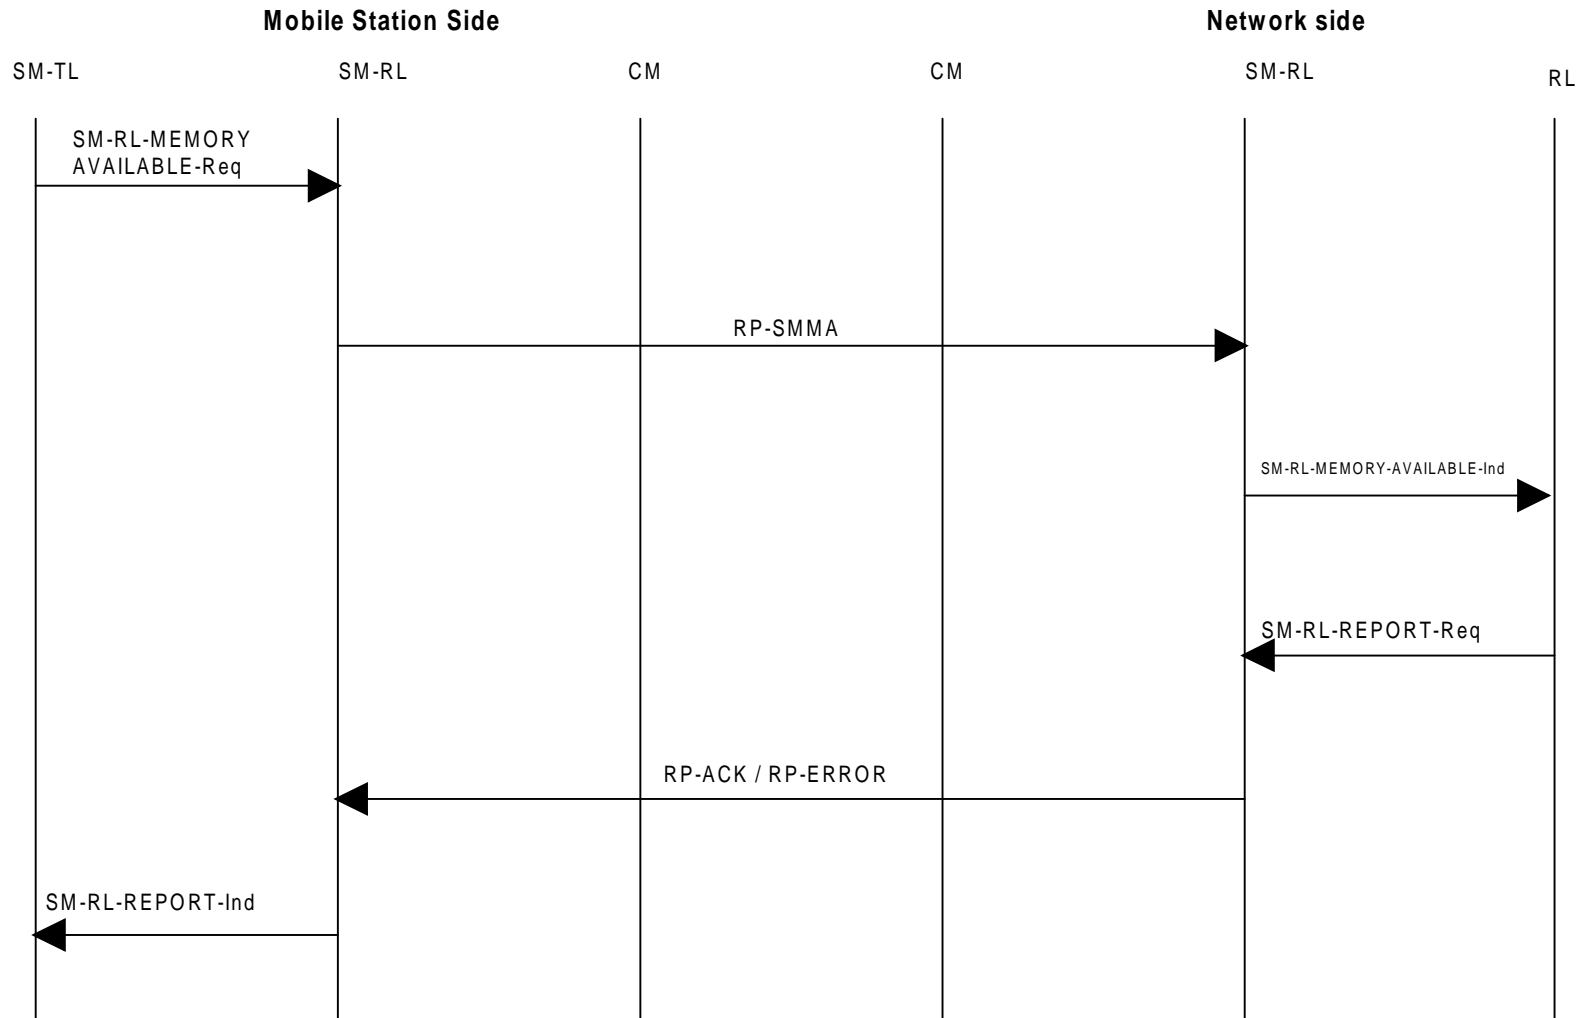 Mobile Station Side
Network side
SM-TL
SM-RL
CM
CM
SM-RL
RL
SM-RL-MEMORY
AVAILABLE-Req
RP-SMMA
SM-RL-MEMORY-AVAILABLE-Ind
SM-RL-REPORT-Req
RP-ACK / RP-ERROR
SM-RL-REPORT-Ind